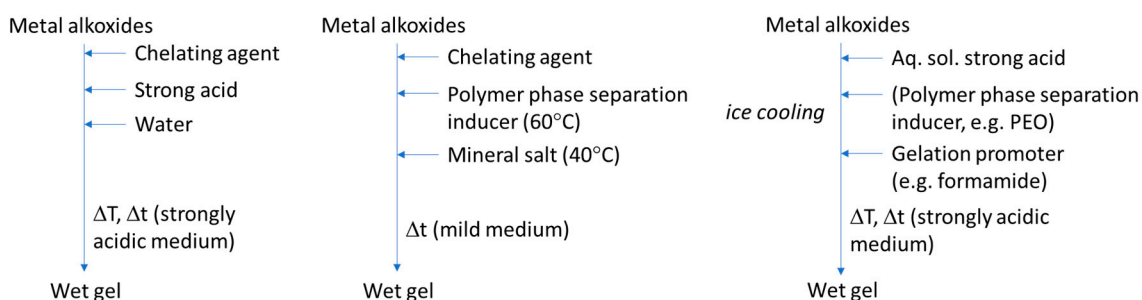 Metal alkoxides
Chelating agent
Strong acid
Water
ΔT, Δt (strongly
acidic medium)
Wet gel
Metal alkoxides
Chelating agent
Polymer phase separation
inducer (60°C)
Mineral salt (40°C)
Δt (mild medium)
Wet gel
Metal alkoxides
Aq. sol. strong acid
ice cooling
(Polymer phase separation
inducer, e.g. PEO)
Gelation promoter
(e.g. formamide)
ΔT, Δt (strongly acidic
medium)
Wet gel